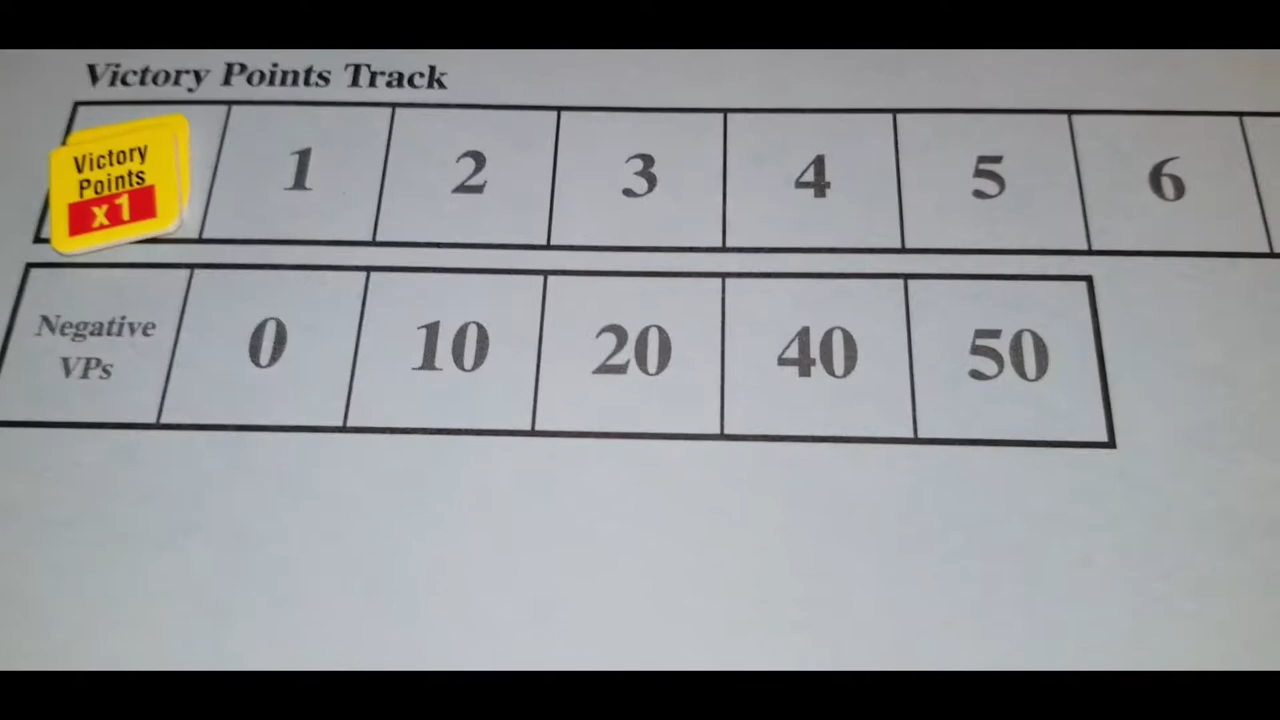 Victory Points Track
Victory
Points
x1
1 2 3 4 5 6
Negative
VPs
0 10 20 40 50